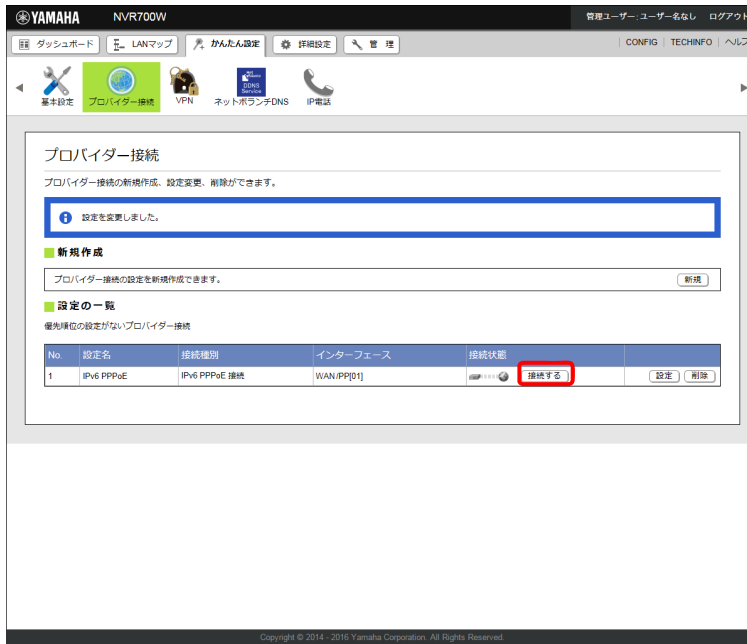 YAMAHA NVR700W 管理ユーザー: ユーザー名なし ログアウト
ダッシュボード LANマップ かんたん設定 詳細設定 管 理 CONFIG TECHINFO ヘルプ
基本設定 プロバイダー接続 VPN ネットボランチDNS IP電話
DDNS
Service
プロバイダー接続
プロバイダー接続の新規作成、設定変更、削除ができます。
設定を変更しました。
新規作成
プロバイダー接続の設定を新規作成できます。 新規
設定の一覧
優先順位の設定がないプロバイダー接続
No. 設定名 接続種別 インターフェース 接続状態
1 IPv6 PPPoE IPv6 PPPoE 接続 WAN/PP[01] 接続する 設定 削除
Copyright © 2014 - 2016 Yamaha Corporation. All Rights Reserved.